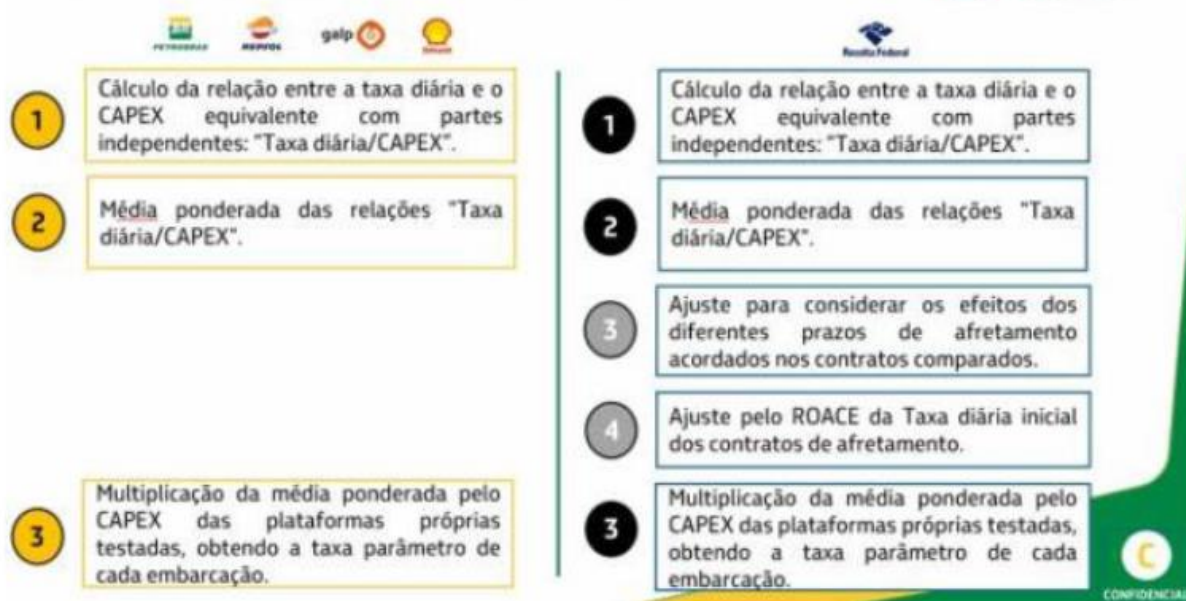 PETROBRAS
REPSOL
galp
Receita Federal
1
Cálculo da relação entre a taxa diária e o
CAPEX equivalente com partes
independentes: "Taxa diária/CAPEX".
2
Média ponderada das relações "Taxa
diária/CAPEX".
3
Multiplicação da média ponderada pelo
CAPEX das plataformas próprias
testadas, obtendo a taxa parâmetro de
cada embarcação.
1
Cálculo da relação entre a taxa diária e o
CAPEX equivalente com partes
independentes: "Taxa diária/CAPEX".
2
Média ponderada das relações "Taxa
diária/CAPEX".
3
Ajuste para considerar os efeitos dos
diferentes prazos de afretamento
acordados nos contratos comparados.
4
Ajuste pelo ROACE da Taxa diária inicial
dos contratos de afretamento.
3
Multiplicação da média ponderada pelo
CAPEX das plataformas próprias testadas,
obtendo a taxa parâmetro de cada
embarcação.
C
CONFIDENCIAL